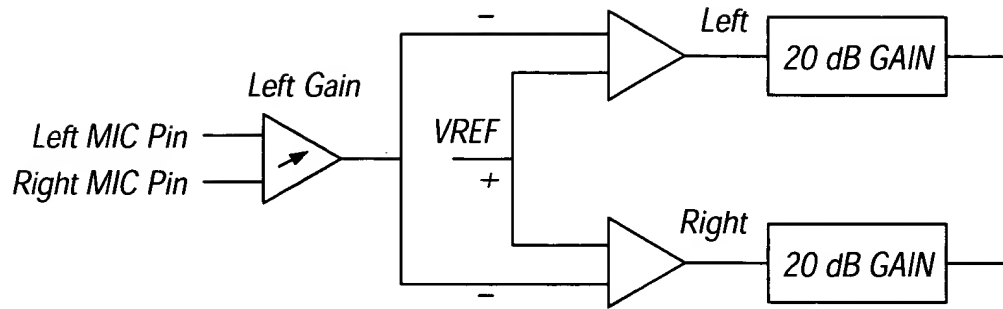 –
Left
20 dB GAIN
Left Gain
Left MIC Pin
Right MIC Pin
VREF
+
Right
20 dB GAIN
–